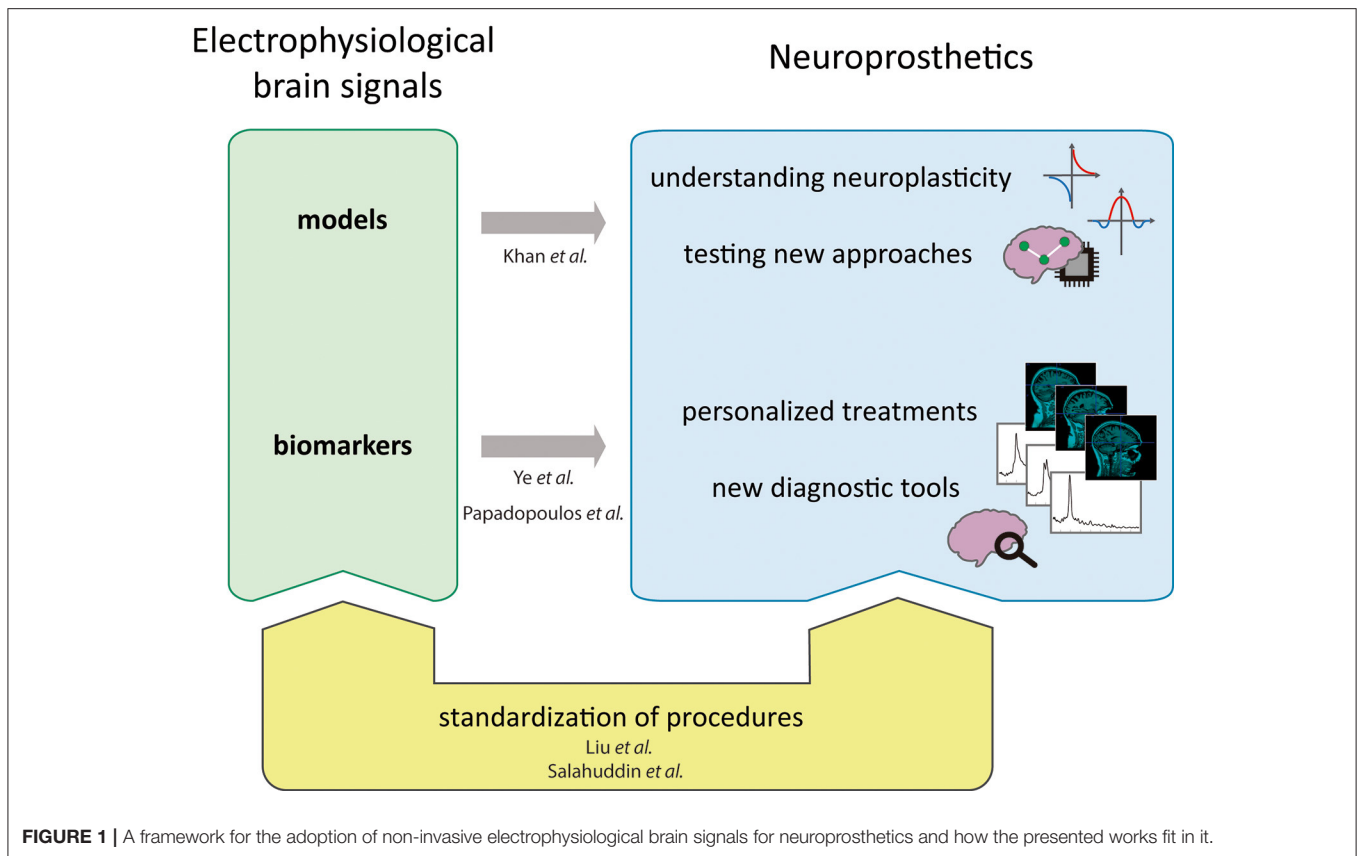 Electrophysiological
brain signals
Neuroprosthetics
models
Khan et al.
understanding neuroplasticity
testing new approaches
biomarkers
Ye et al.
Papadopoulos et al.
personalized treatments
new diagnostic tools
standardization of procedures
Liu et al.
Salahuddin et al.
FIGURE 1 | A framework for the adoption of non-invasive electrophysiological brain signals for neuroprosthetics and how the presented works fit in it.